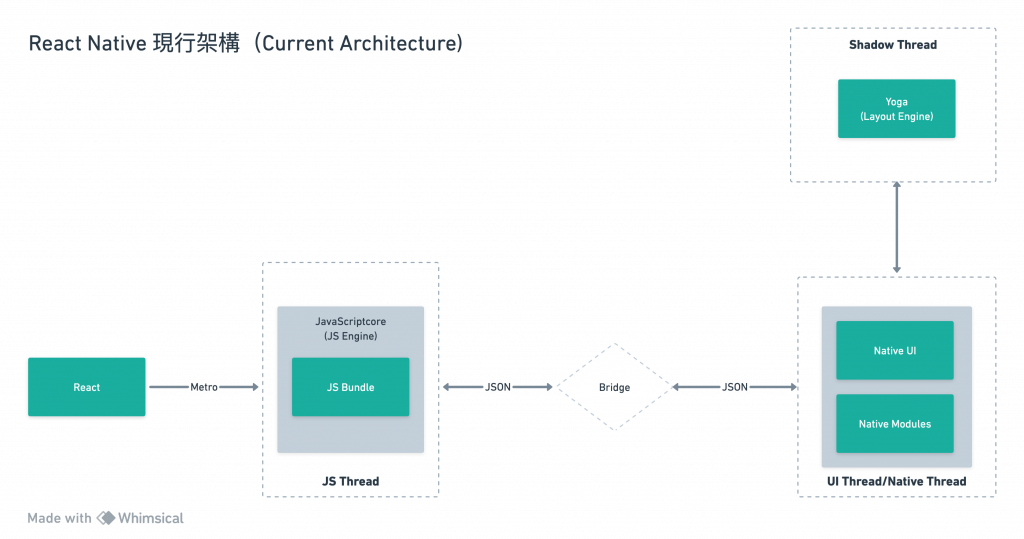 React Native 現行架構（Current Architecture)
Shadow Thread
Yoga
(Layout Engine)
JavaScriptcore
(JS Engine)
Native UI
React
Metro
JS Bundle
JSON
Bridge
JSON
Native Modules
JS Thread
UI Thread/Native Thread
Made with Whimsical